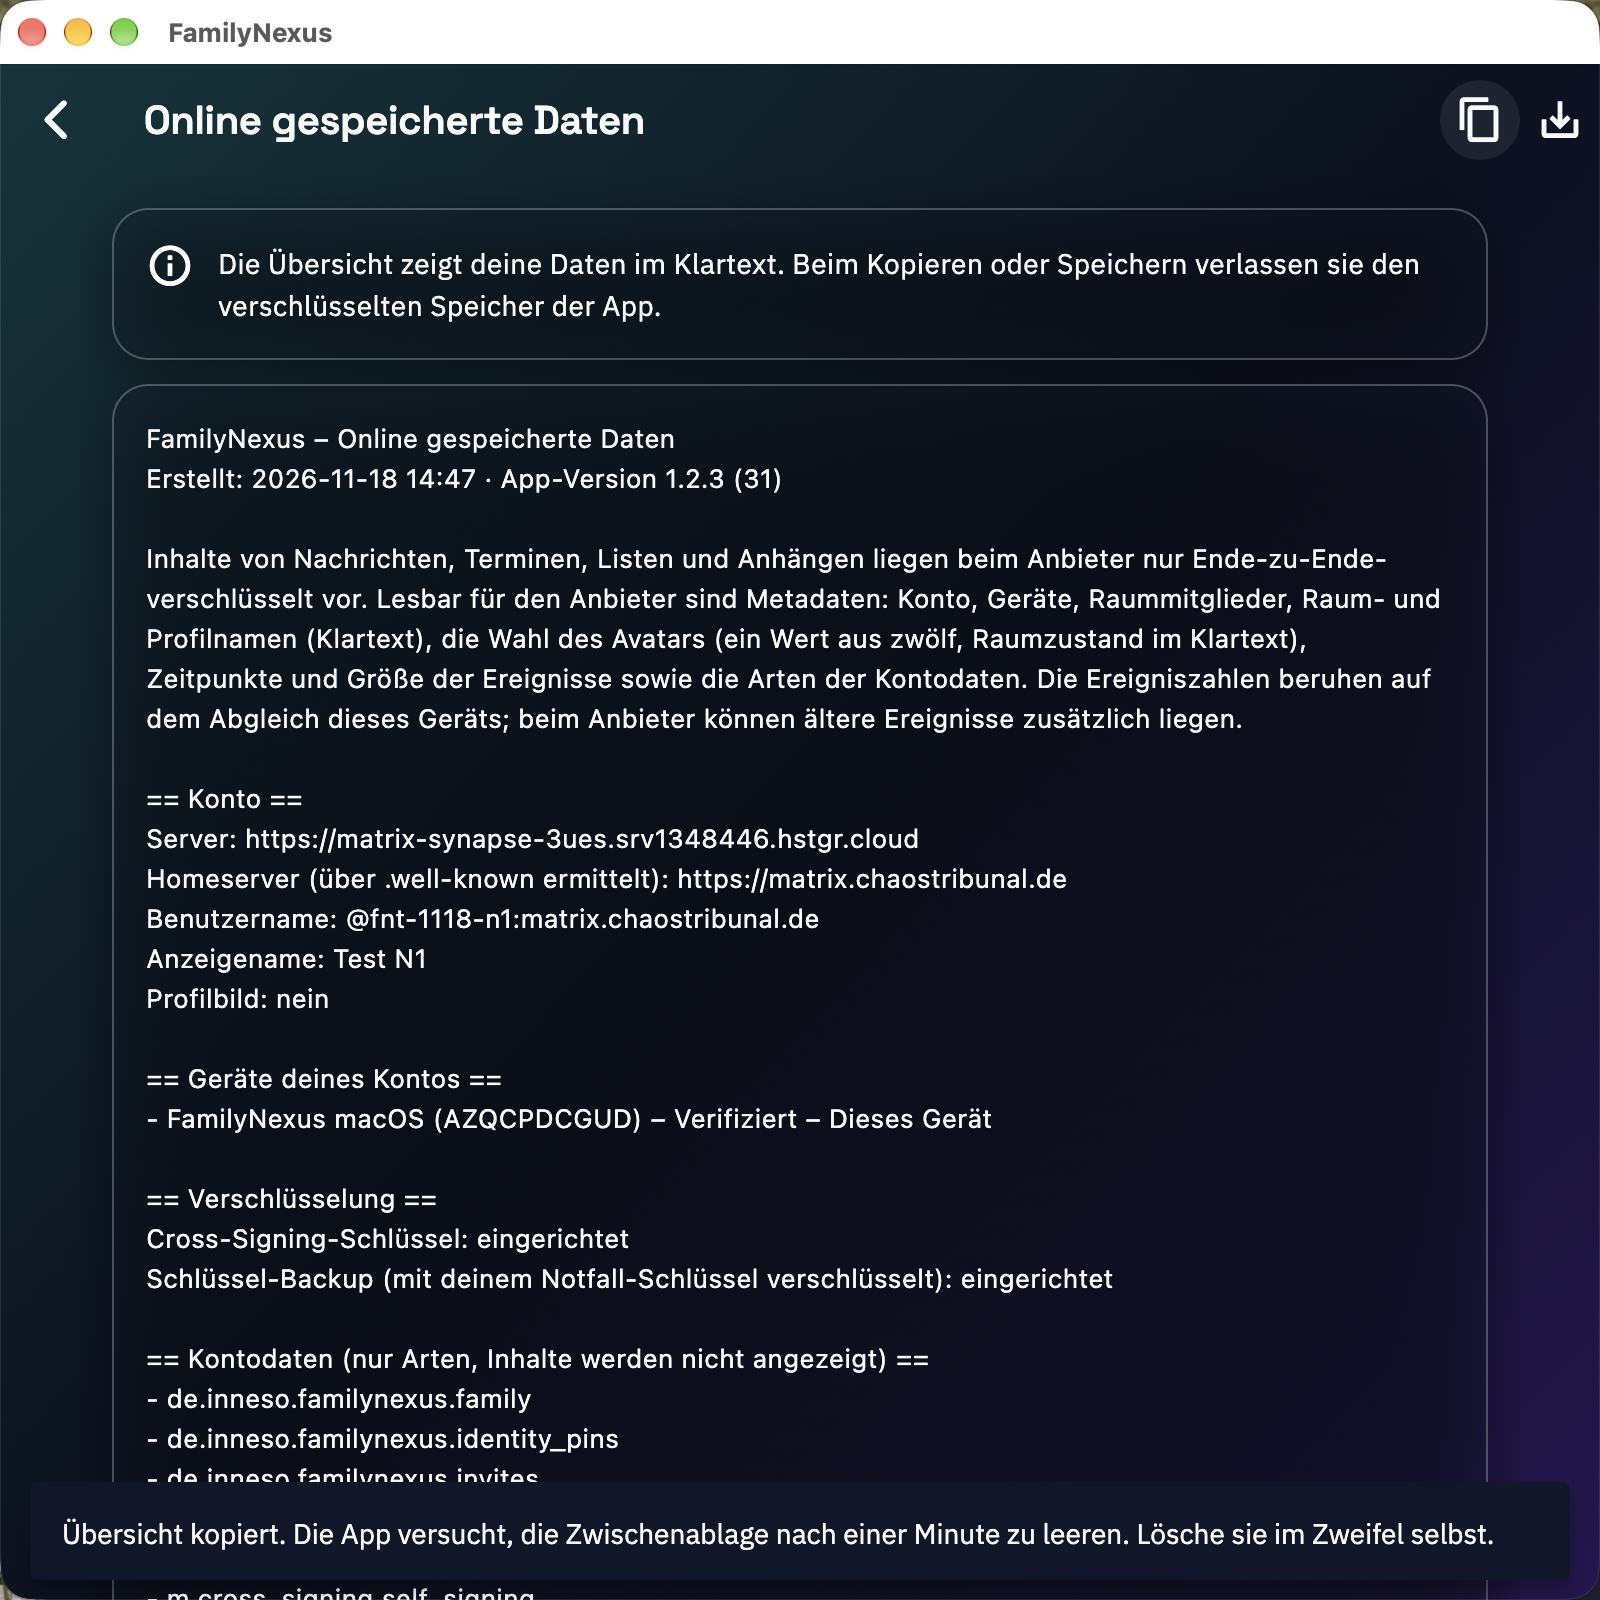 FamilyNexus
Online gespeicherte Daten
Die Übersicht zeigt deine Daten im Klartext. Beim Kopieren oder Speichern verlassen sie den
verschlüsselten Speicher der App.
FamilyNexus – Online gespeicherte Daten
Erstellt: 2026-11-18 14:47 · App-Version 1.2.3 (31)
Inhalte von Nachrichten, Terminen, Listen und Anhängen liegen beim Anbieter nur Ende-zu-Ende-
verschlüsselt vor. Lesbar für den Anbieter sind Metadaten: Konto, Geräte, Raummitglieder, Raum- und
Profilnamen (Klartext), die Wahl des Avatars (ein Wert aus zwölf, Raumzustand im Klartext),
Zeitpunkte und Größe der Ereignisse sowie die Arten der Kontodaten. Die Ereigniszahlen beruhen auf
dem Abgleich dieses Geräts; beim Anbieter können ältere Ereignisse zusätzlich liegen.
== Konto ==
Server: https://matrix-synapse-3ues.srv1348446.hstgr.cloud
Homeserver (über .well-known ermittelt): https://matrix.chaostribunal.de
Benutzername: @fnt-1118-n1:matrix.chaostribunal.de
Anzeigename: Test N1
Profilbild: nein
== Geräte deines Kontos ==
- FamilyNexus macOS (AZQCPDCGUD) – Verifiziert – Dieses Gerät
== Verschlüsselung ==
Cross-Signing-Schlüssel: eingerichtet
Schlüssel-Backup (mit deinem Notfall-Schlüssel verschlüsselt): eingerichtet
== Kontodaten (nur Arten, Inhalte werden nicht angezeigt) ==
- de.inneso.familynexus.family
- de.inneso.familynexus.identity_pins
- de.inneso.familynexus.invites
Übersicht kopiert. Die App versucht, die Zwischenablage nach einer Minute zu leeren. Lösche sie im Zweifel selbst.
- m.cross_signing.self_signing